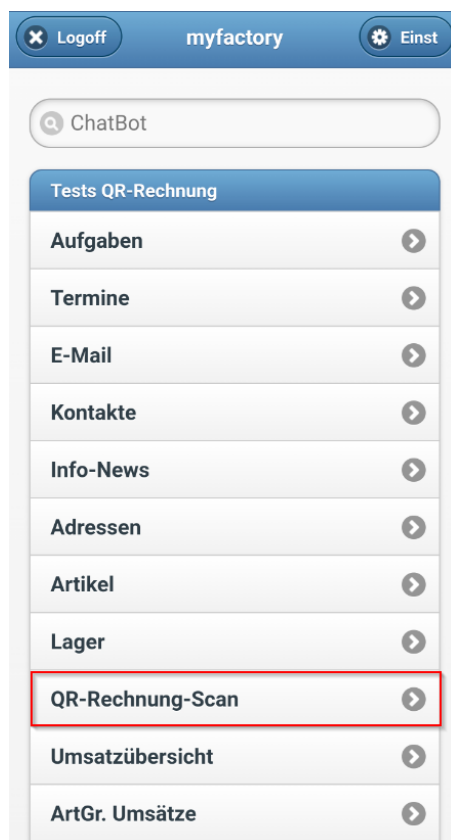 Logoff
myfactory
Einst
ChatBot
Tests QR-Rechnung
Aufgaben
Termine
E-Mail
Kontakte
Info-News
Adressen
Artikel
Lager
QR-Rechnung-Scan
Umsatzübersicht
ArtGr. Umsätze